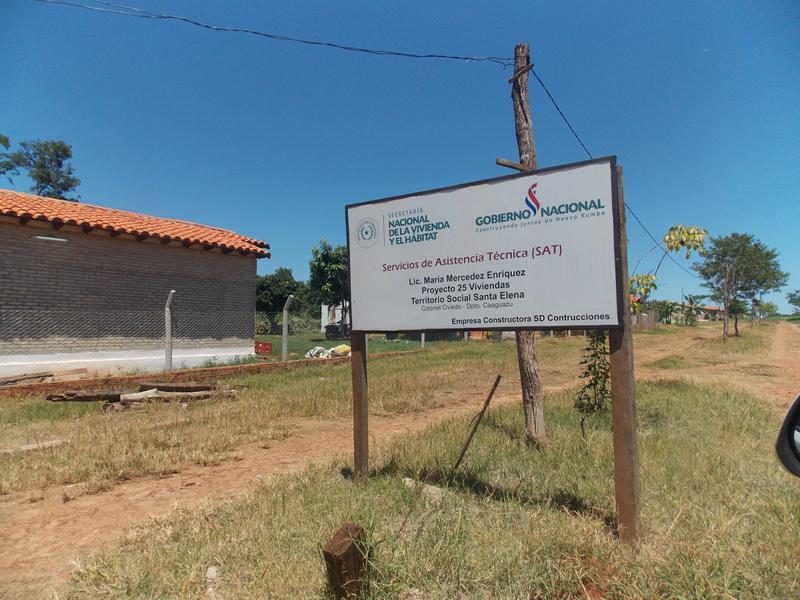 SECRETARÍA
NACIONAL
DE LA VIVIENDA
Y EL HÁBITAT
GOBIERNO NACIONAL
Construyendo Juntos Un Nuevo Rumbo
Servicios de Asistencia Técnica (SAT)
Lic. Maria Mercedez Enriquez
Proyecto 25 Viviendas
Territorio Social Santa Elena
Coronel Oviedo - Dpto. Caaguazu
Empresa Constructora SD Contrucciones